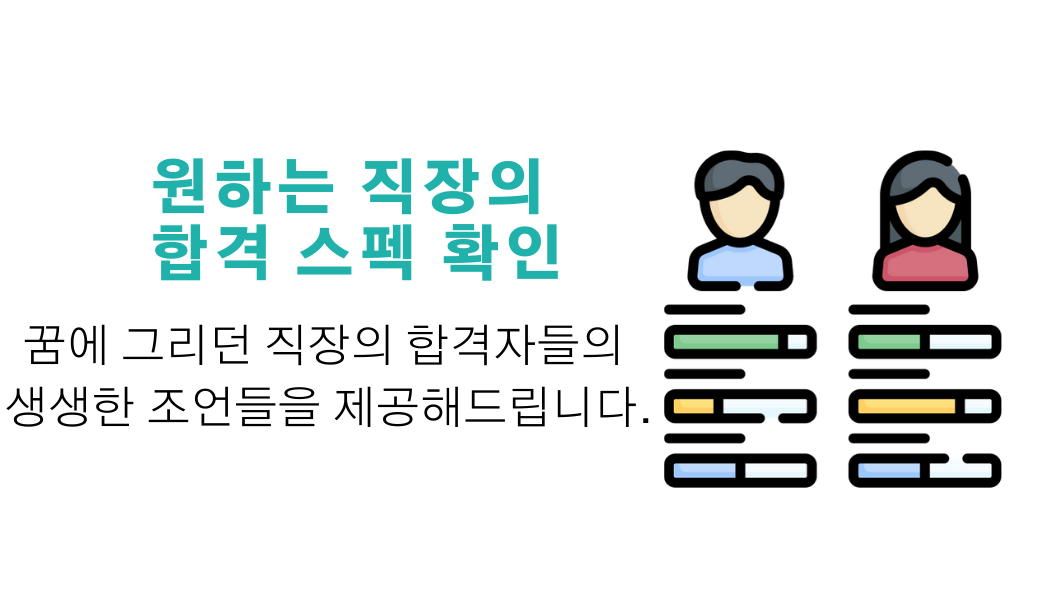 원하는 직장의
합격 스펙 확인
꿈에 그리던 직장의 합격자들의
생생한 조언들을 제공해드립니다.